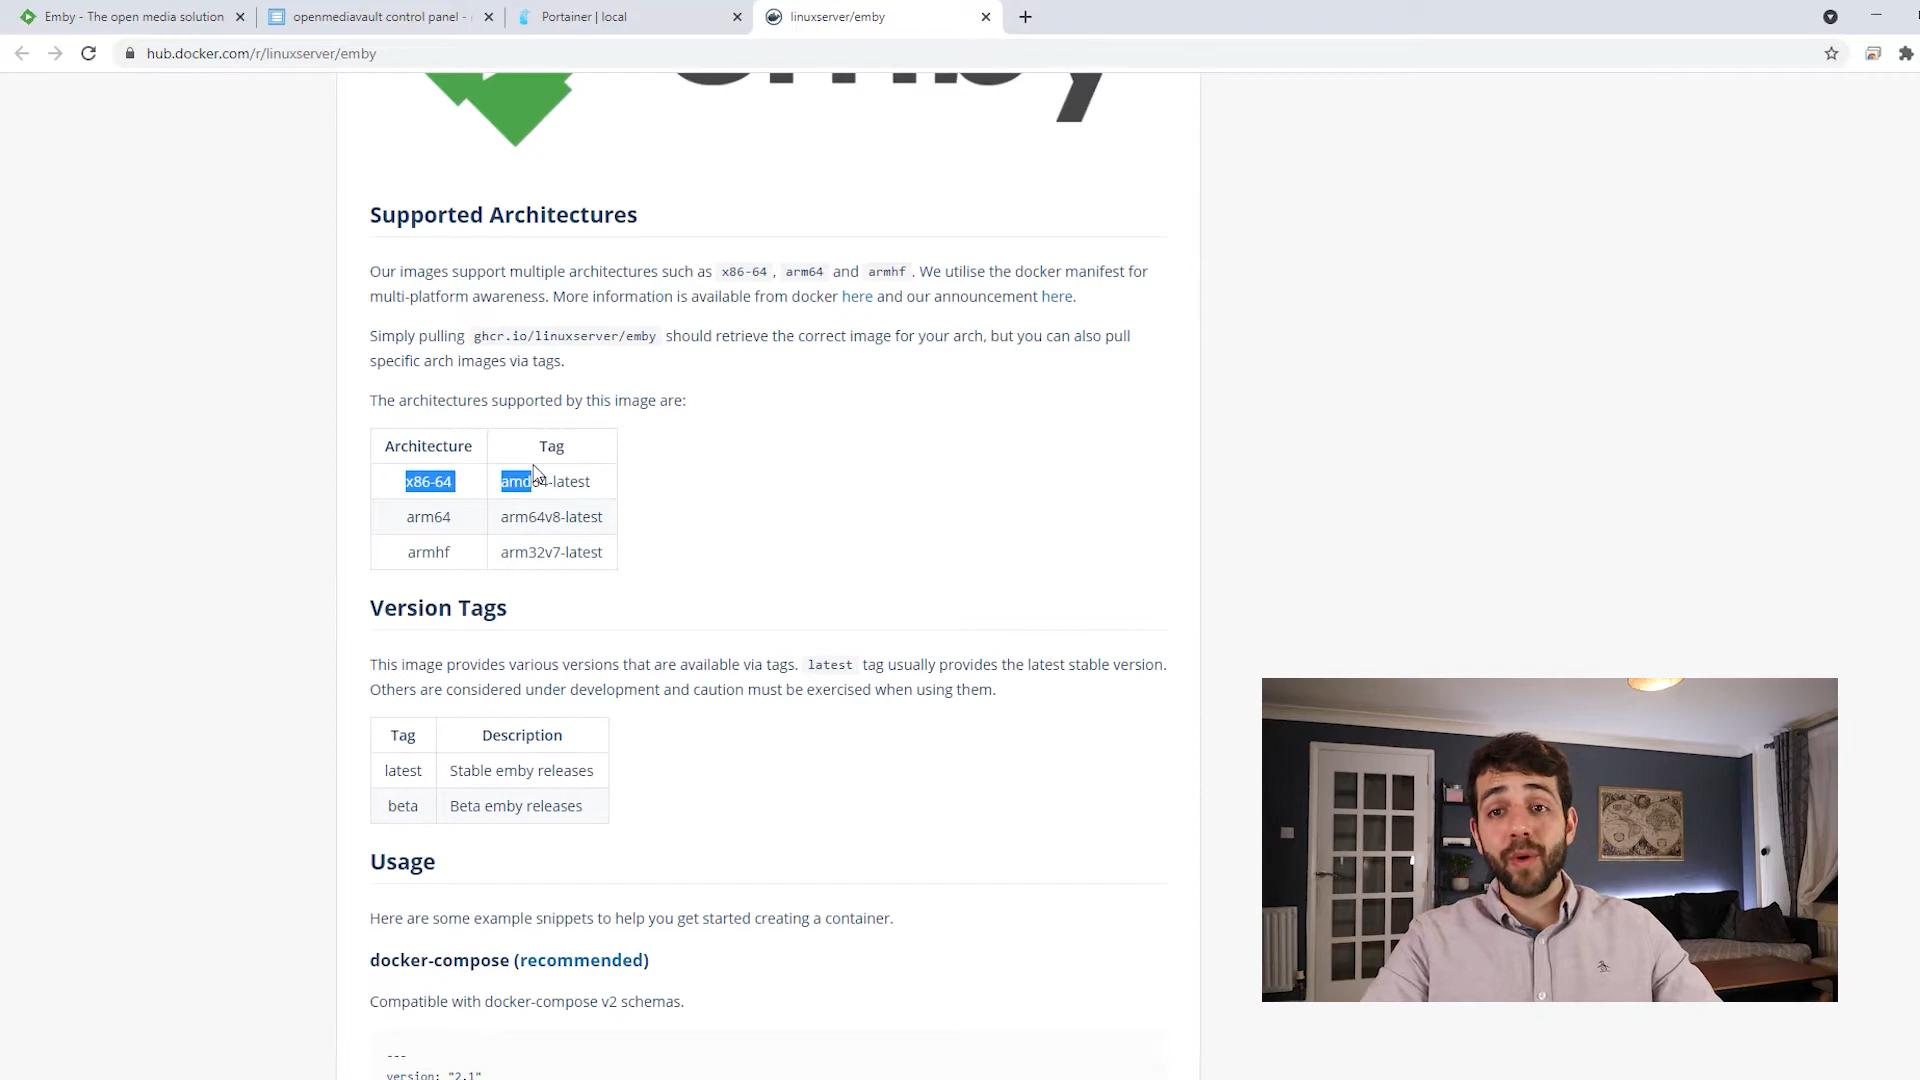 Emby - The open media solution
openmediavault control panel -
Portainer | local
linuxserver/emby
hub.docker.com/r/linuxserver/emby
emby
Supported Architectures
Our images support multiple architectures such as x86-64 , arm64 and armhf . We utilise the docker manifest for
multi-platform awareness. More information is available from docker here and our announcement here.
Simply pulling ghcr.io/linuxserver/emby should retrieve the correct image for your arch, but you can also pull
specific arch images via tags.
The architectures supported by this image are:
Architecture Tag
x86-64 amd64-latest
arm64 arm64v8-latest
armhf arm32v7-latest
Version Tags
This image provides various versions that are available via tags. latest tag usually provides the latest stable version.
Others are considered under development and caution must be exercised when using them.
Tag Description
latest Stable emby releases
beta Beta emby releases
Usage
Here are some example snippets to help you get started creating a container.
docker-compose (recommended)
Compatible with docker-compose v2 schemas.
---
version: "2.1"